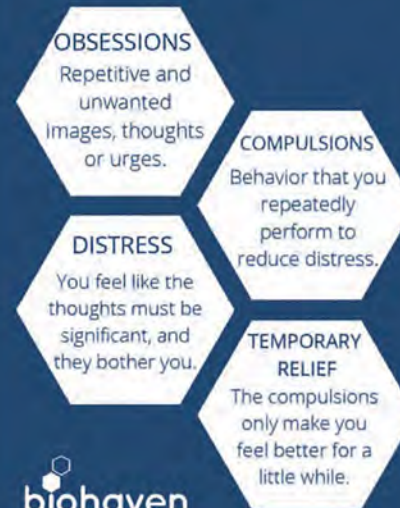 OBSESSIONS
Repetitive and
unwanted
images, thoughts
or urges.
COMPULSIONS
Behavior that you
repeatedly
perform to
reduce distress.
DISTRESS
You feel like the
thoughts must be
significant, and
they bother you.
TEMPORARY
RELIEF
The compulsions
only make you
feel better for a
little while.
biohaven